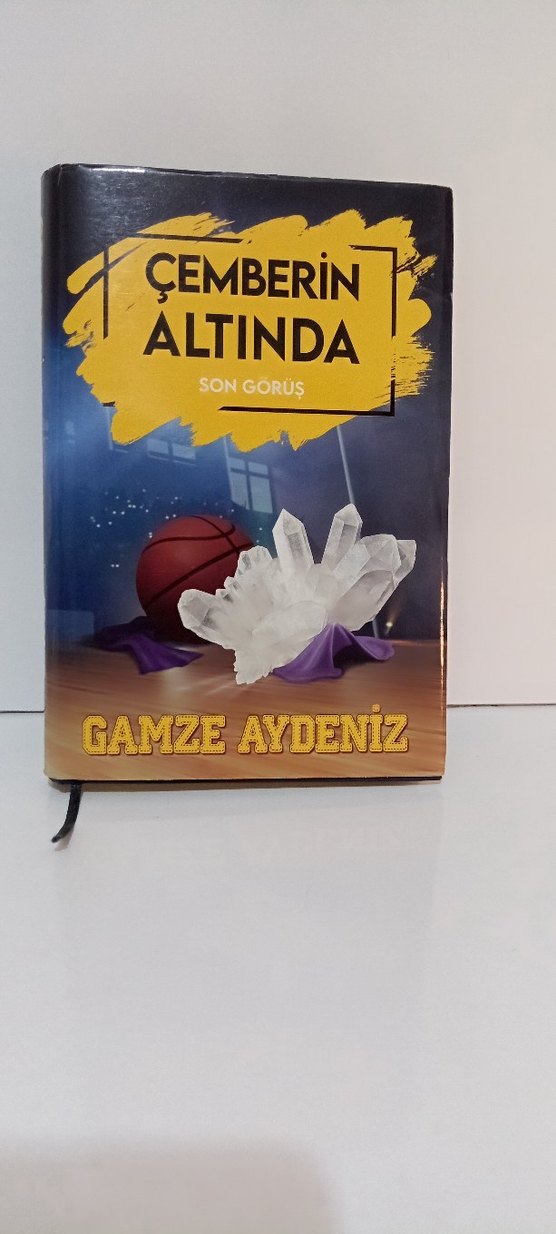 ÇEMBERİN
ALTINDA
SON GÖRÜŞ
GAMZE AYDENİZ